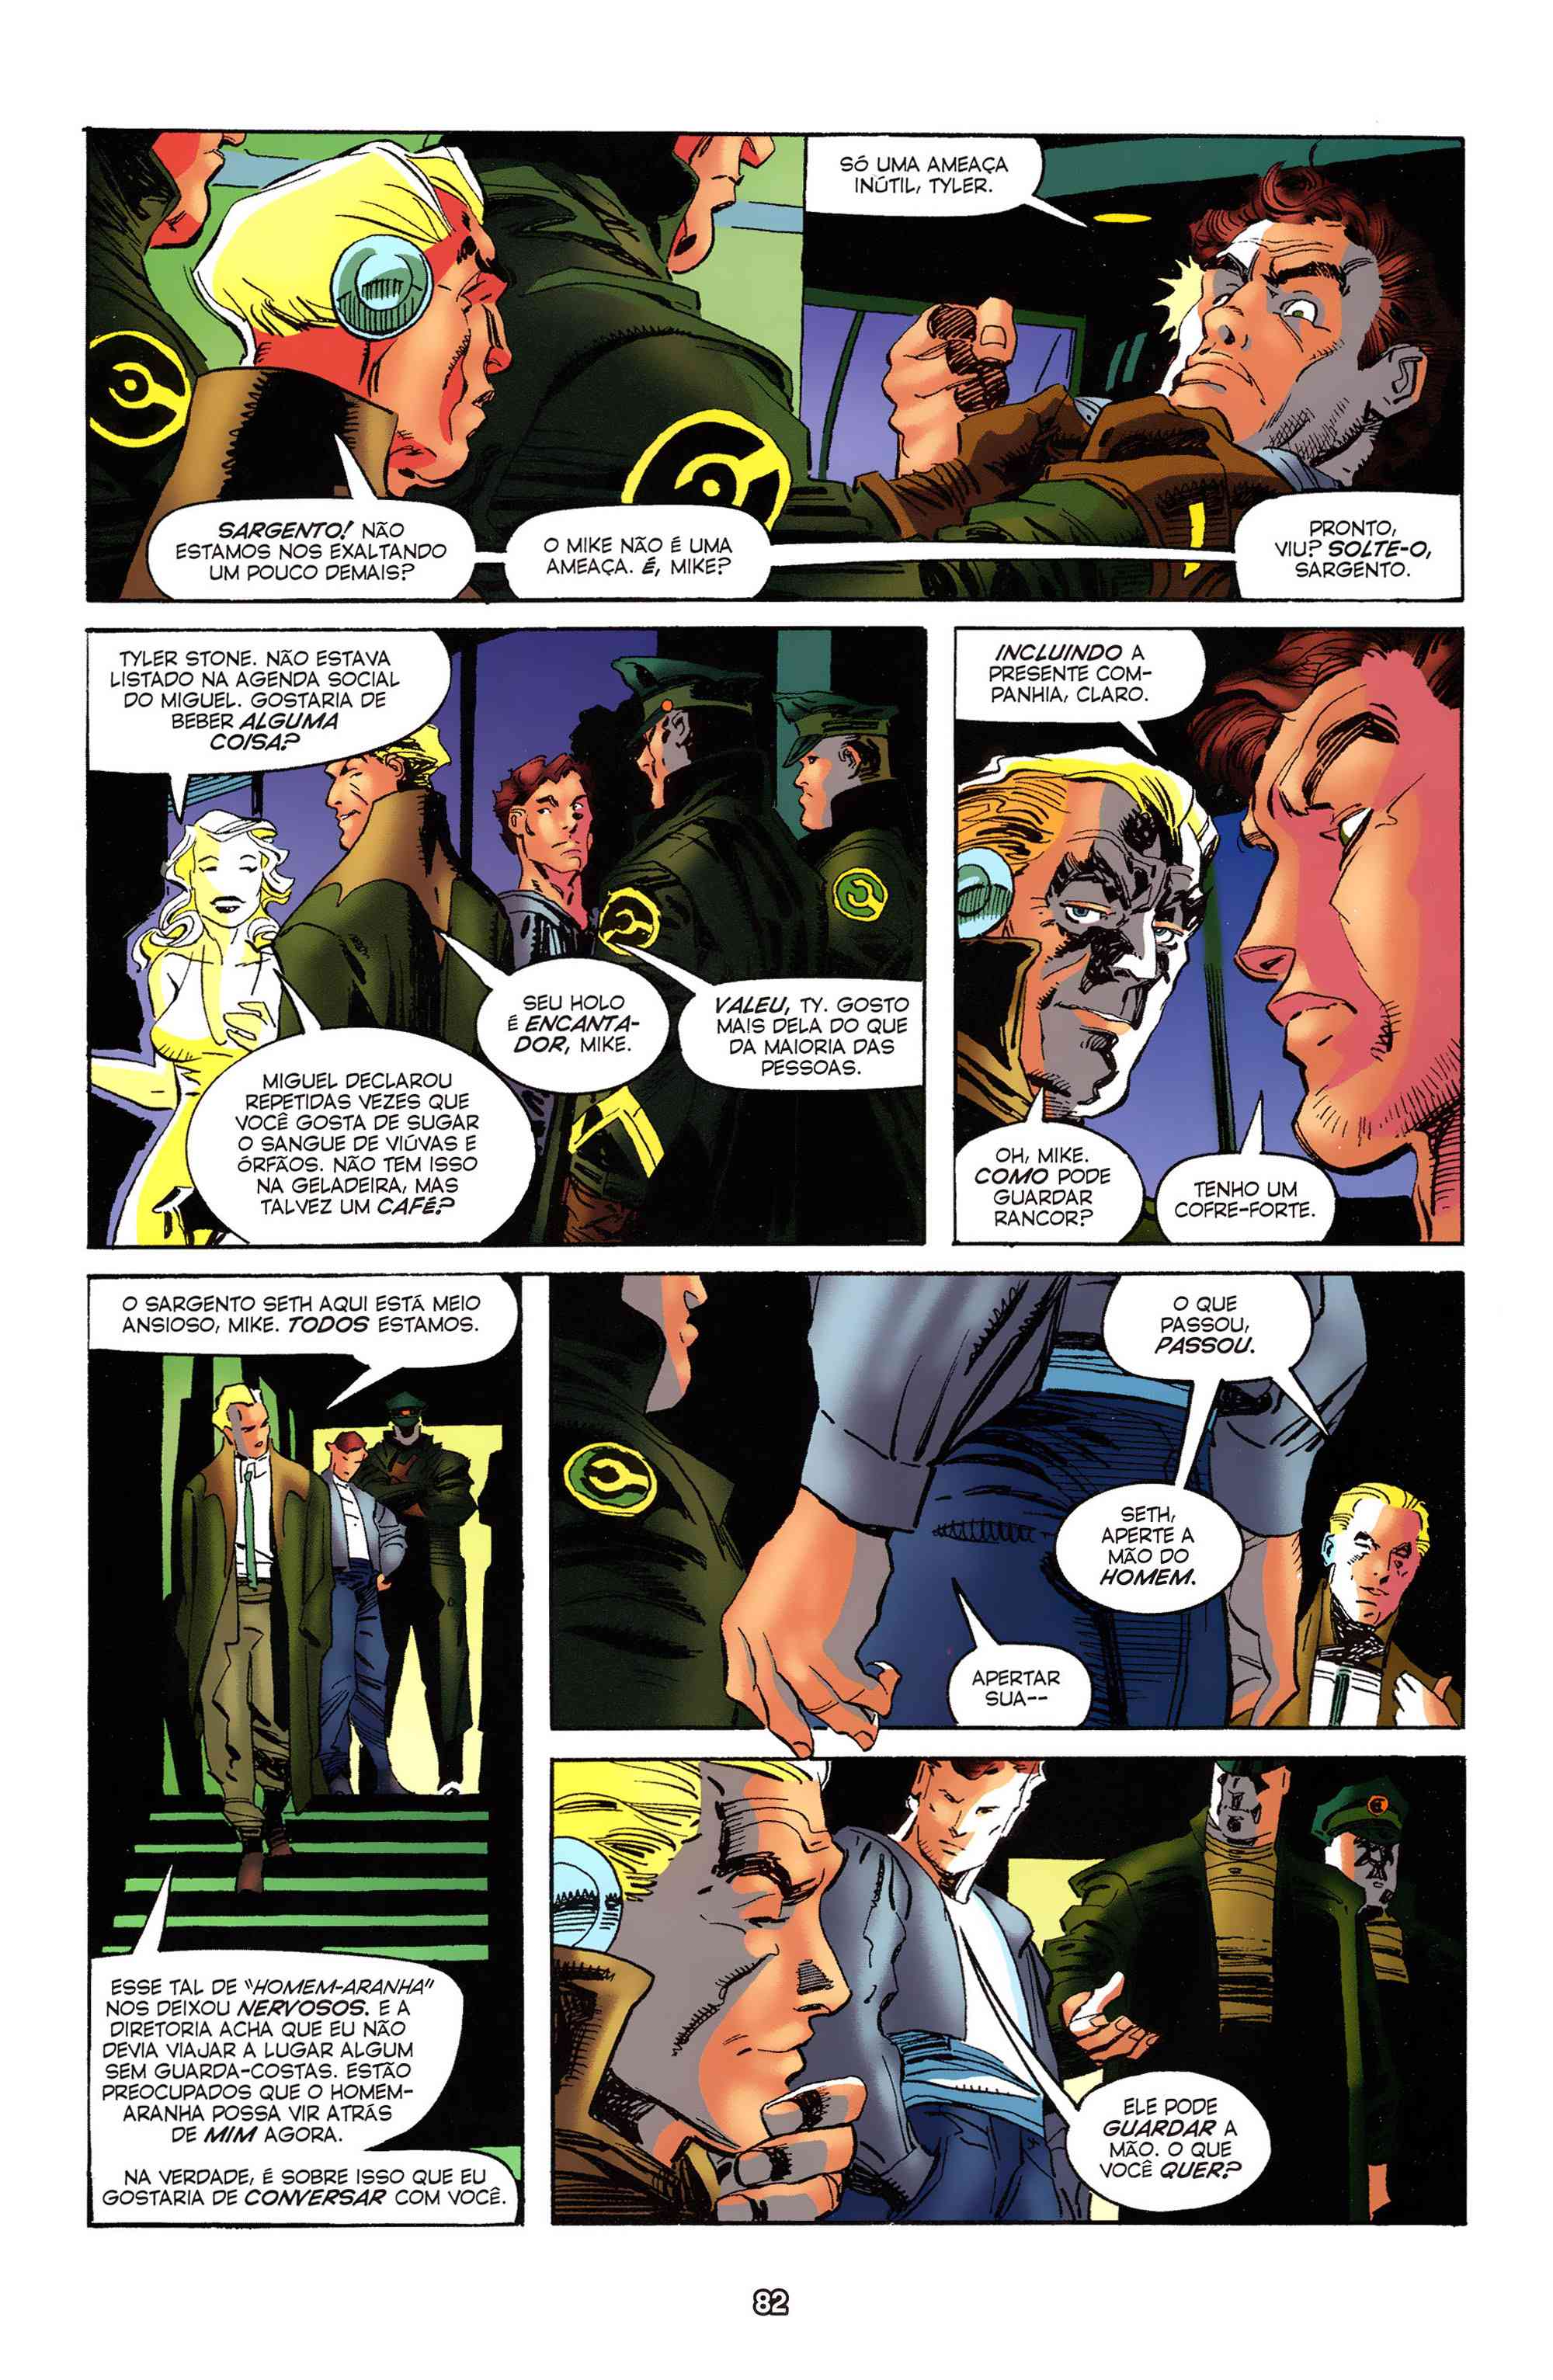 SARGENTO! NÃO
ESTAMOS NOS EXALTANDO
UM POUCO DEMAIS?
O MIKE NÃO É UMA
AMEAÇA. É, MIKE?
SÓ UMA AMEAÇA
INÚTIL, TYLER.
PRONTO,
VIU? SOLTE-O,
SARGENTO.
TYLER STONE. NÃO ESTAVA
LISTADO NA AGENDA SOCIAL
DO MIGUEL. GOSTARIA DE
BEBER ALGUMA
COISA?
MIGUEL DECLAROU
REPETIDAS VEZES QUE
VOCÊ GOSTA DE SUGAR
O SANGUE DE VIÚVAS E
ÓRFÃOS. NÃO TEM ISSO
NA GELADEIRA, MAS
TALVEZ UM CAFÉ?
SEU HOLO
É ENCANTA-
DOR, MIKE.
VALEU, TY. GOSTO
MAIS DELA DO QUE
DA MAIORIA DAS
PESSOAS.
INCLUINDO A
PRESENTE COM-
PANHIA, CLARO.
OH, MIKE.
COMO PODE
GUARDAR
RANCOR?
TENHO UM
COFRE-FORTE.
O SARGENTO SETH AQUI ESTÁ MEIO
ANSIOSO, MIKE. TODOS ESTAMOS.
ESSE TAL DE "HOMEM-ARANHA"
NOS DEIXOU NERVOSOS. E A
DIRETORIA ACHA QUE EU NÃO
DEVIA VIAJAR A LUGAR ALGUM
SEM GUARDA-COSTAS. ESTÃO
PREOCUPADOS QUE O HOMEM-
ARANHA POSSA VIR ATRÁS
DE MIM AGORA.
NA VERDADE, É SOBRE ISSO QUE EU
GOSTARIA DE CONVERSAR COM VOCÊ.
O QUE
PASSOU,
PASSOU.
SETH,
APERTE A
MÃO DO
HOMEM.
APERTAR
SUA--
ELE PODE
GUARDAR A
MÃO. O QUE
VOCÊ QUER?
82